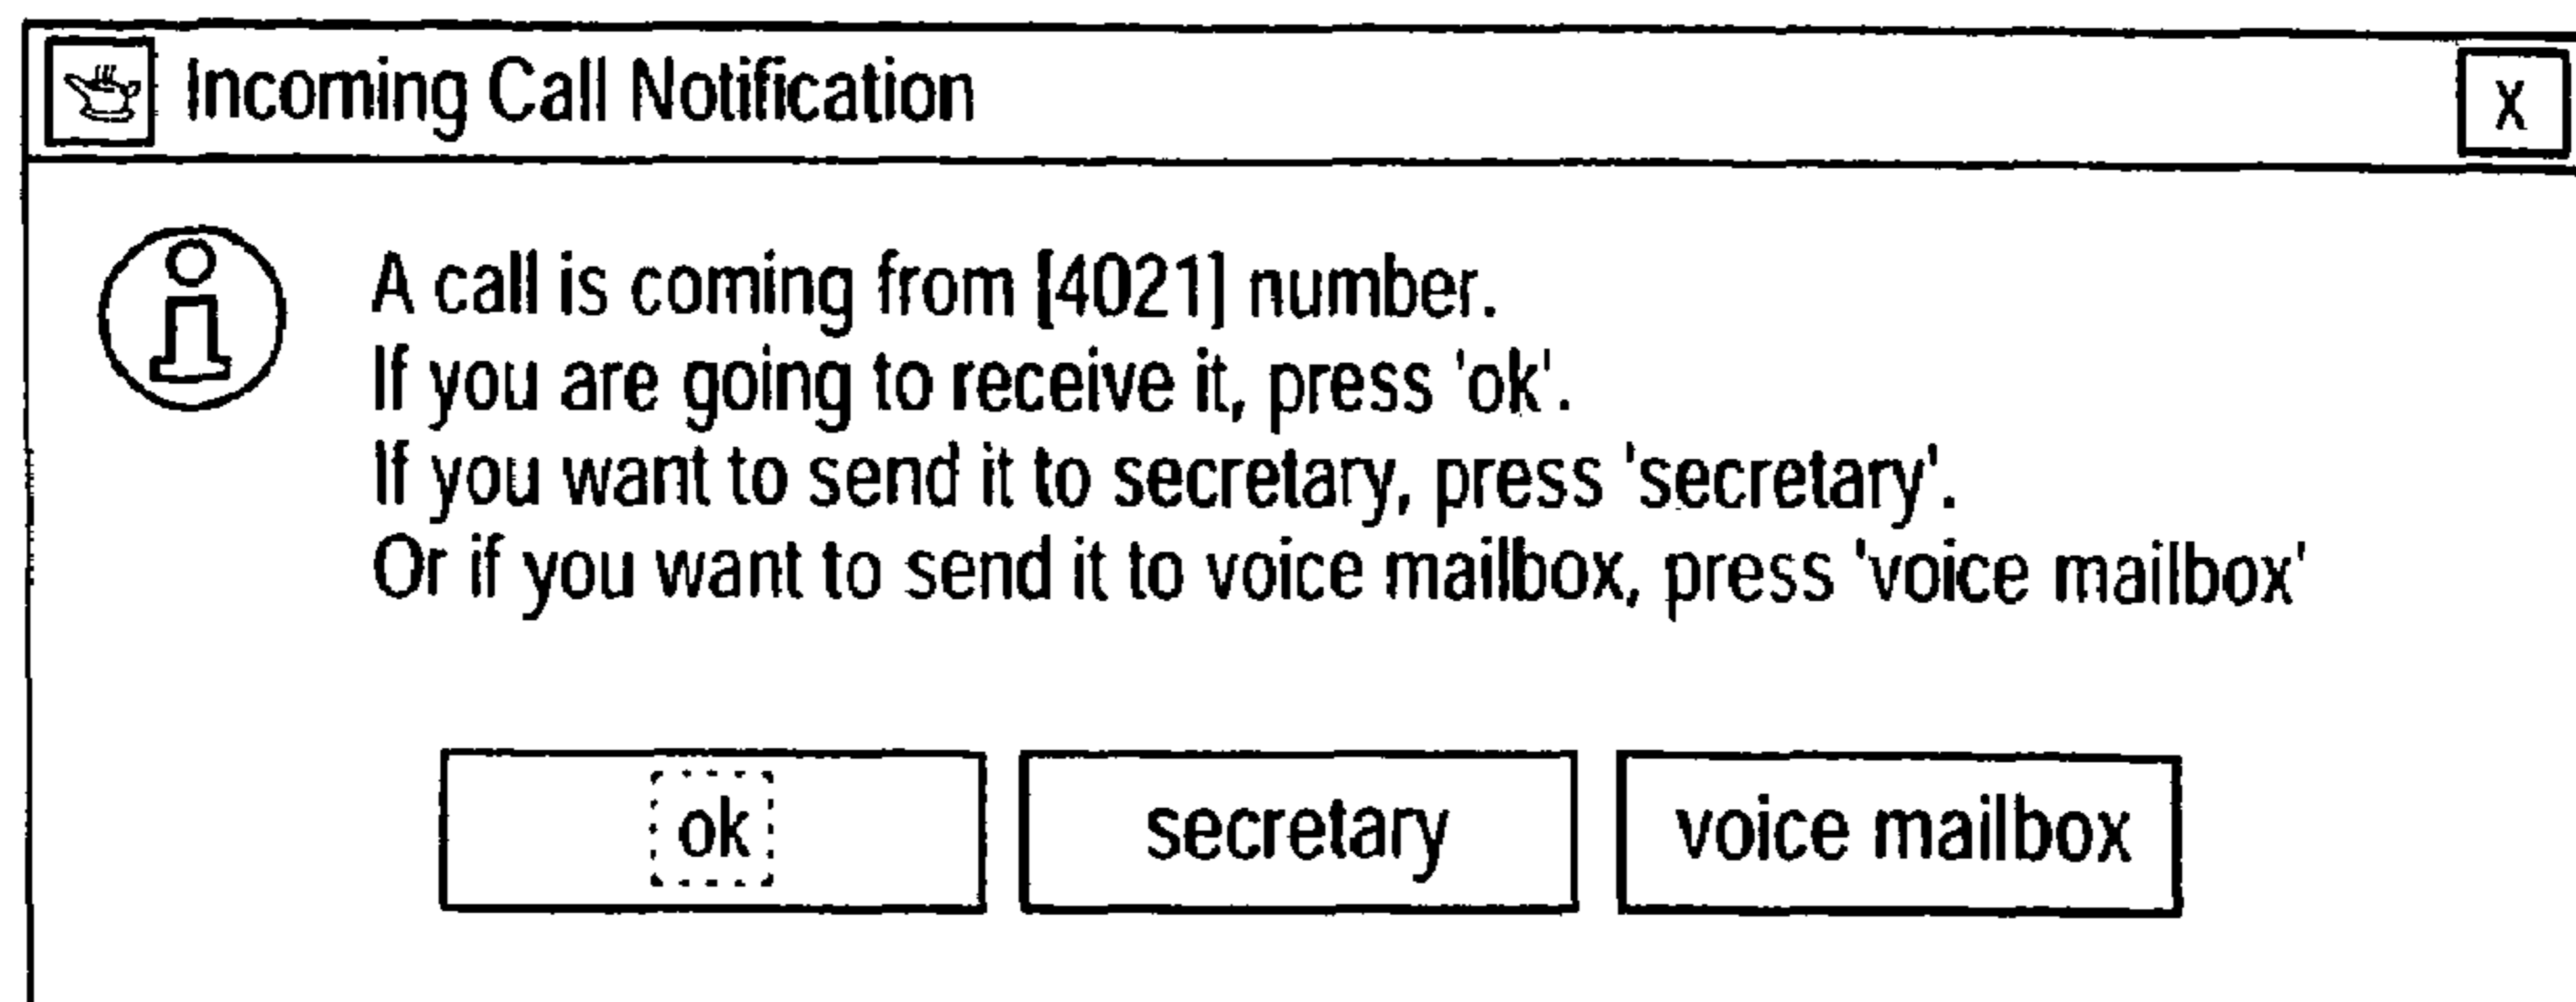 Incoming Call Notification
X
A call is coming from [4021] number.
If you are going to receive it, press 'ok'.
If you want to send it to secretary, press 'secretary'.
Or if you want to send it to voice mailbox, press 'voice mailbox'
ok
secretary
voice mailbox